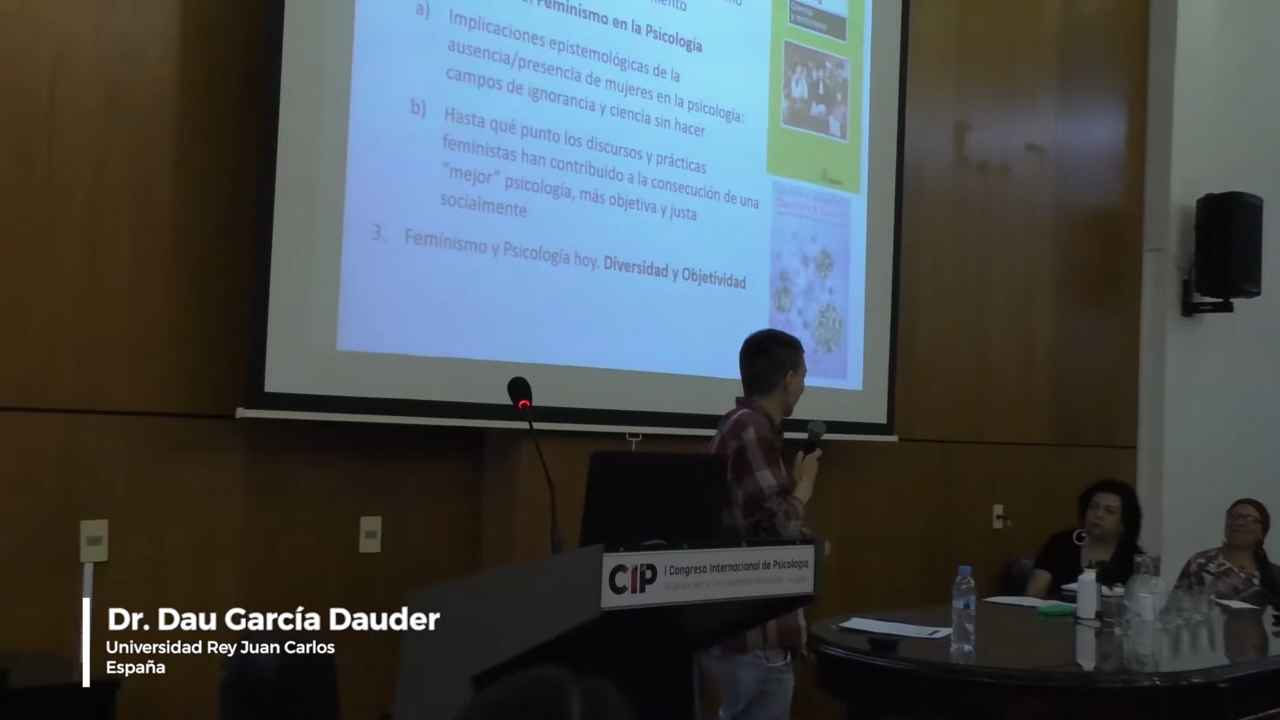 Feminismo en la Psicología
a) Implicaciones epistemológicas de la
ausencia/presencia de mujeres en la psicología:
campos de ignorancia y ciencia sin hacer
b) Hasta qué punto los discursos y prácticas
feministas han contribuido a la consecución de una
"mejor" psicología, más objetiva y justa
socialmente
3. Feminismo y Psicología hoy. Diversidad y Objetividad
CIP
I Congreso Internacional de Psicología
Dr. Dau García Dauder
Universidad Rey Juan Carlos
España